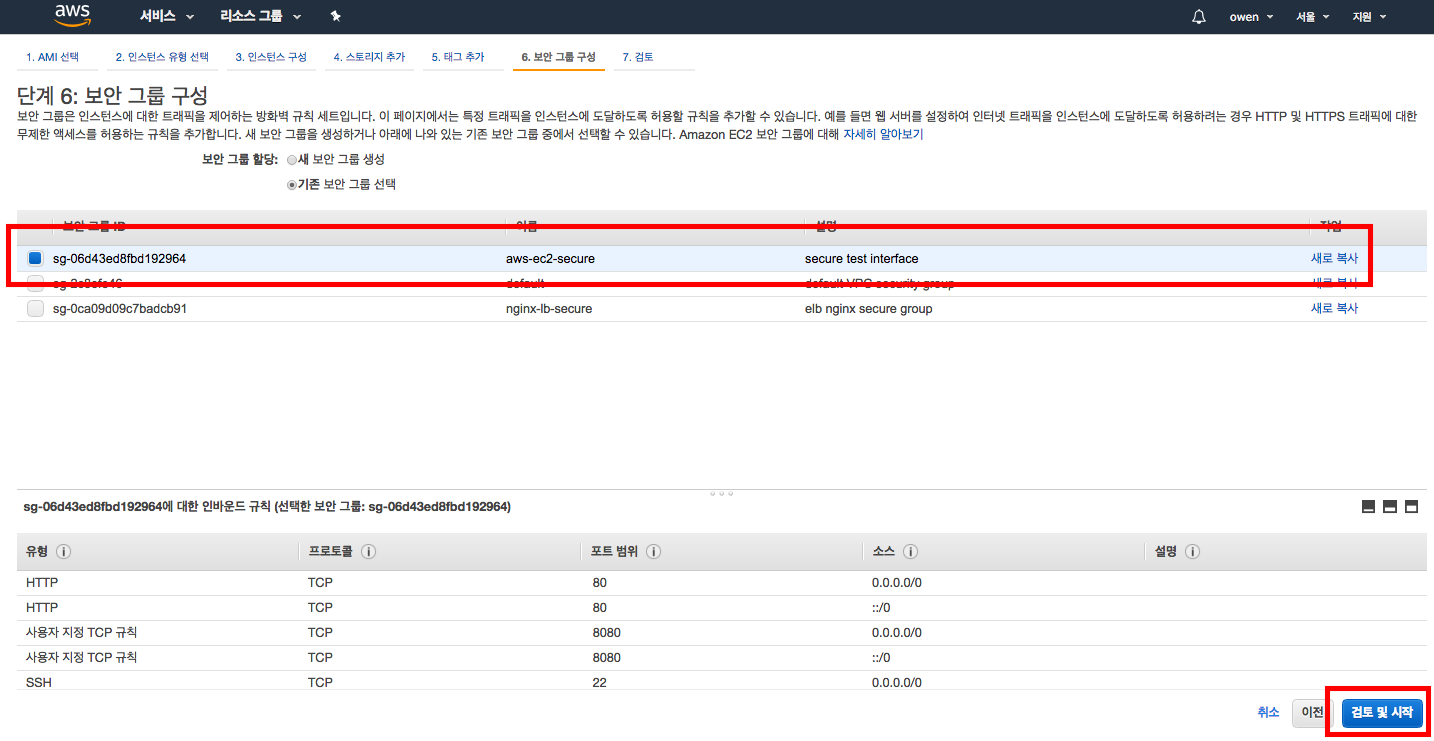 aws 서비스 리소스 그룹 owen 서울 지원
1. AMI 선택 2. 인스턴스 유형 선택 3. 인스턴스 구성 4. 스토리지 추가 5. 태그 추가 6. 보안 그룹 구성 7. 검토
단계 6: 보안 그룹 구성
보안 그룹은 인스턴스에 대한 트래픽을 제어하는 방화벽 규칙 세트입니다. 이 페이지에서는 특정 트래픽을 인스턴스에 도달하도록 허용할 규칙을 추가할 수 있습니다. 예를 들면 웹 서버를 설정하여 인터넷 트래픽을 인스턴스에 도달하도록 허용하려는 경우 HTTP 및 HTTPS 트래픽에 대한
무제한 액세스를 허용하는 규칙을 추가합니다. 새 보안 그룹을 생성하거나 아래에 나와 있는 기존 보안 그룹 중에서 선택할 수 있습니다. Amazon EC2 보안 그룹에 대해 자세히 알아보기
보안 그룹 할당: 새 보안 그룹 생성
기존 보안 그룹 선택
보안 그룹 ID 이름 설명 작업
sg-06d43ed8fbd192964 aws-ec2-secure secure test interface 새로 복사
default default VPC security group 새로 복사
sg-0ca09d09c7badcb91 nginx-lb-secure elb nginx secure group 새로 복사
sg-06d43ed8fbd192964에 대한 인바운드 규칙 (선택한 보안 그룹: sg-06d43ed8fbd192964)
유형 i 프로토콜 i 포트 범위 i 소스 i 설명 i
HTTP TCP 80 0.0.0.0/0
HTTP TCP 80 ::/0
사용자 지정 TCP 규칙 TCP 8080 0.0.0.0/0
사용자 지정 TCP 규칙 TCP 8080 ::/0
SSH TCP 22 0.0.0.0/0
취소 이전 검토 및 시작